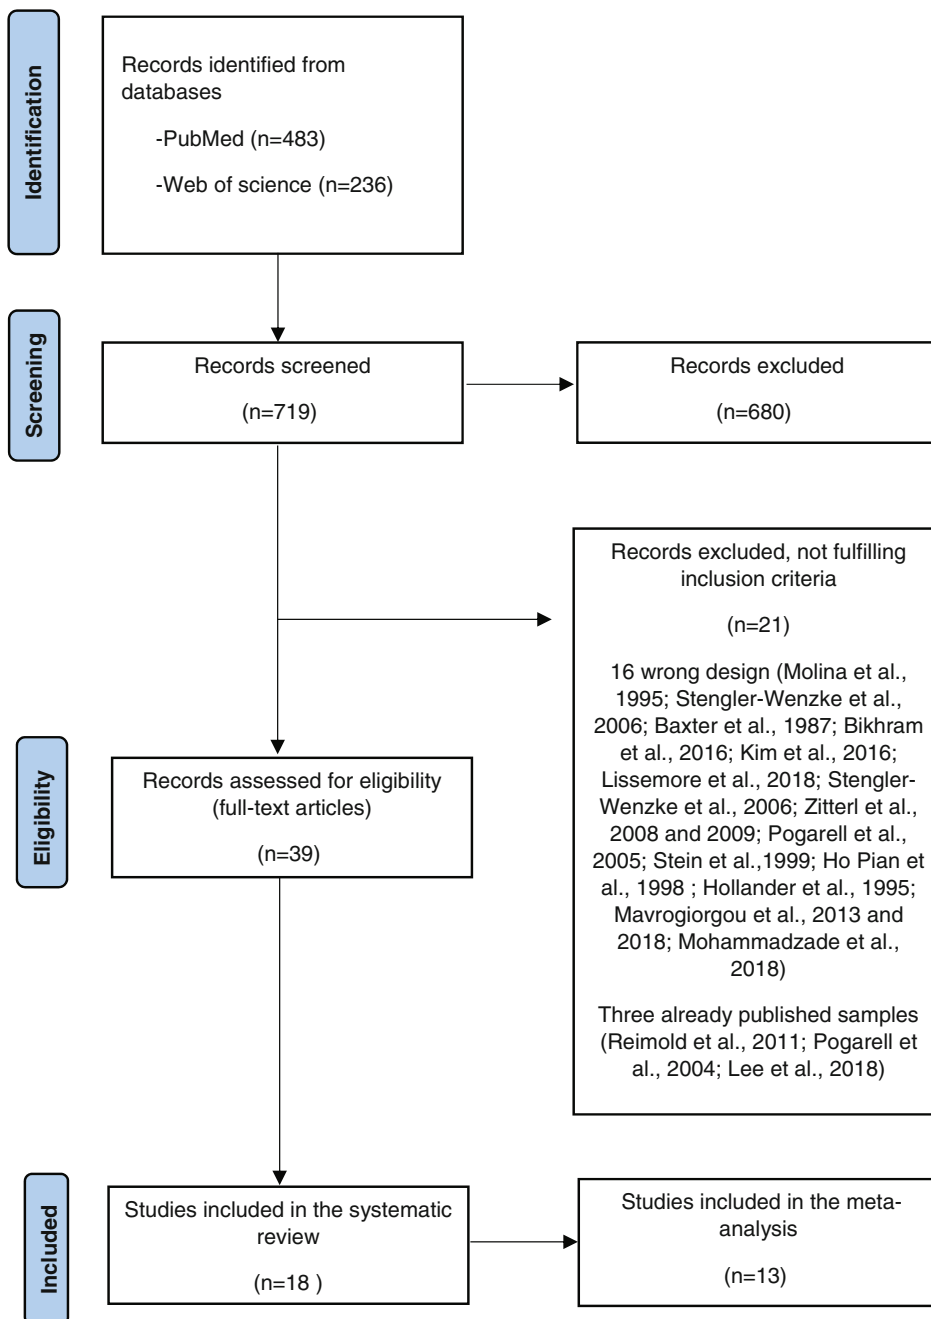 Identification
Records identified from
databases
-PubMed (n=483)
-Web of science (n=236)
Screening
Records screened
(n=719)
Records excluded
(n=680)
Records excluded, not fulfilling
inclusion criteria
(n=21)
16 wrong design (Molina et al.,
1995; Stengler-Wenzke et al.,
2006; Baxter et al., 1987; Bikhram
et al., 2016; Kim et al., 2016;
Lissemore et al., 2018; Stengler-
Wenzke et al., 2006; Zitterl et al.,
2008 and 2009; Pogarell et al.,
2005; Stein et al.,1999; Ho Pian et
al., 1998 ; Hollander et al., 1995;
Mavrogiorgou et al., 2013 and
2018; Mohammadzade et al.,
2018)
Three already published samples
(Reimold et al., 2011; Pogarell et
al., 2004; Lee et al., 2018)
Eligibility
Records assessed for eligibility
(full-text articles)
(n=39)
Included
Studies included in the systematic
review
(n=18 )
Studies included in the meta-
analysis
(n=13)